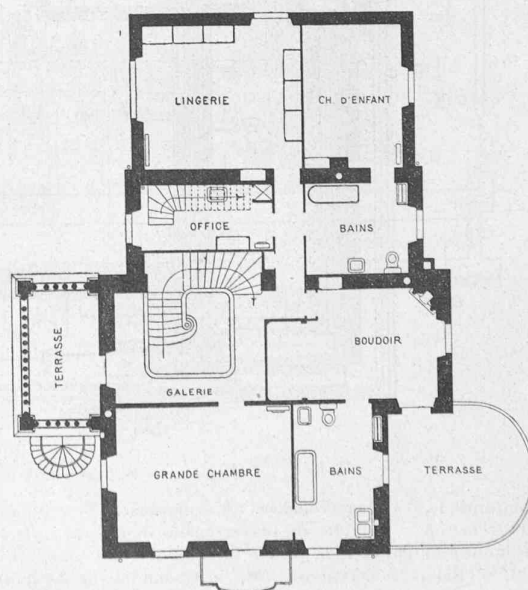 LINGERIE
CH. D'ENFANT
OFFICE
BAINS
TERRASSE
BOUDOIR
GALERIE
GRANDE CHAMBRE
BAINS
TERRASSE